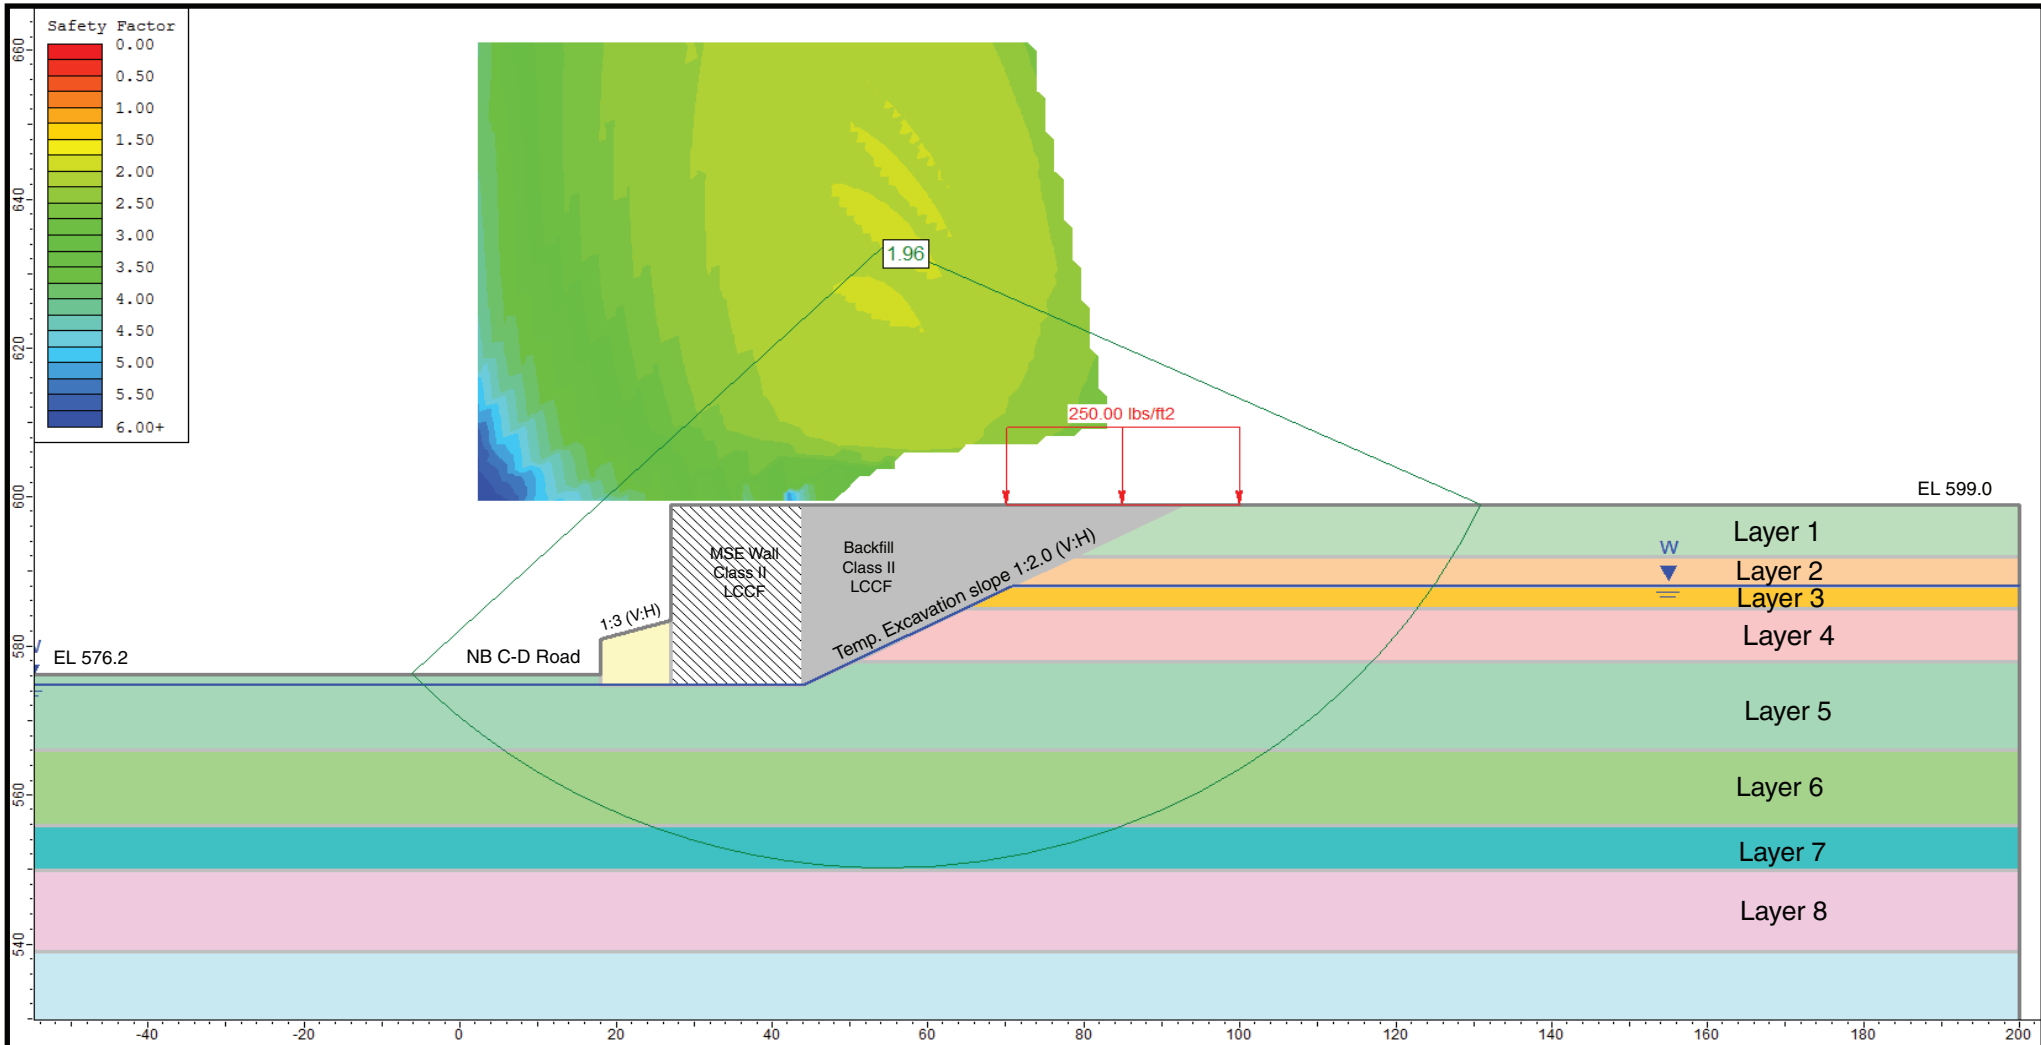 Safety Factor
0.00
0.50
1.00
1.50
2.00
2.50
3.00
3.50
4.00
4.50
5.00
5.50
6.00+
660
640
620
600
580
560
540
1.96
250.00 lbs/ft2
EL 599.0
MSE Wall
Class II
LCCF
Backfill
Class II
LCCF
Temp. Excavation slope 1:2.0 (V:H)
1:3 (V:H)
NB C-D Road
EL 576.2
W
Layer 1
Layer 2
Layer 3
Layer 4
Layer 5
Layer 6
Layer 7
Layer 8
-40
-20
0
20
40
60
80
100
120
140
160
180
200